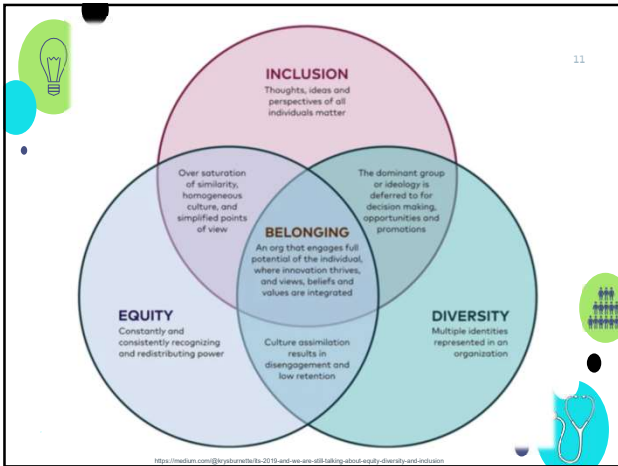 11
INCLUSION
Thoughts, ideas and
perspectives of all
individuals matter
Over saturation
of similarity,
homogeneous
culture, and
simplified points
of view
The dominant group
or ideology is
deferred to for
decision making,
opportunities and
promotions
BELONGING
An org that engages full
potential of the individual,
where innovation thrives,
and views, beliefs and
values are integrated
EQUITY
Constantly and
consistently recognizing
and redistributing power
DIVERSITY
Multiple identities
represented in an
organization
Culture assimilation
results in
disengagement and
low retention
https://medium.com/@krysburnette/its-2019-and-we-are-still-talking-about-equity-diversity-and-inclusion